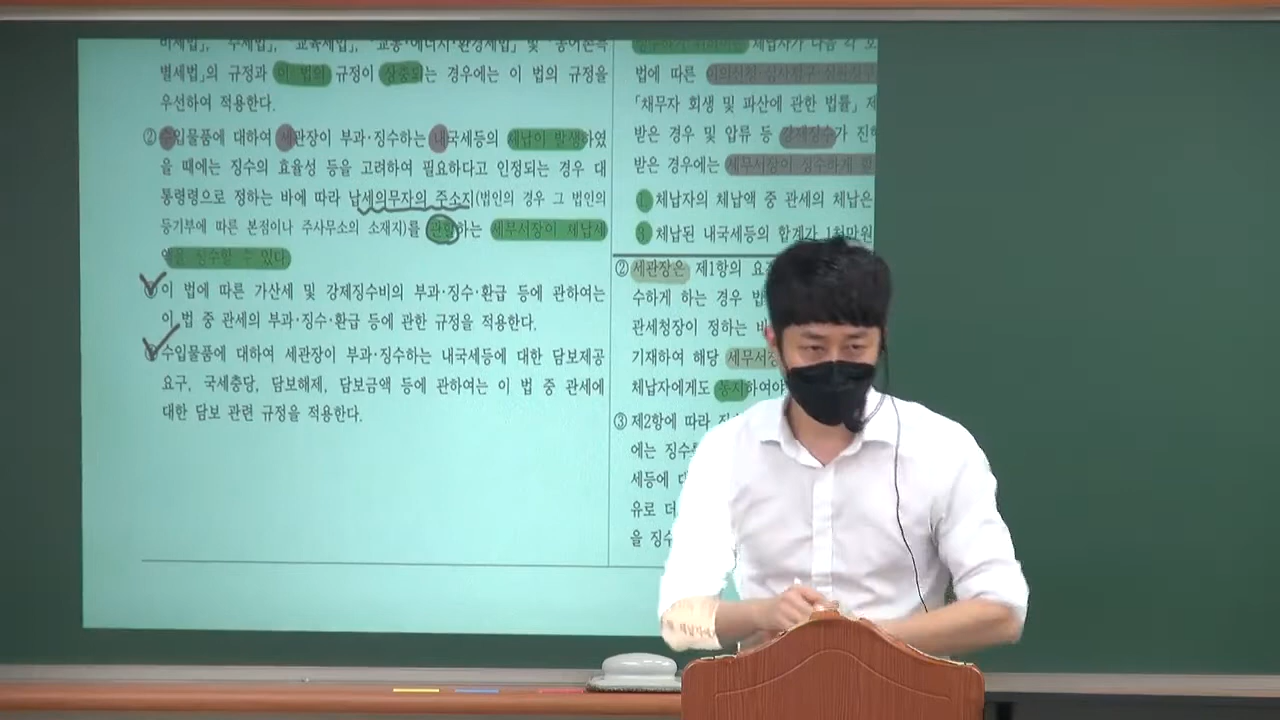 별세법」의 규정과 이 법의 규정이 상충되는 경우에는 이 법의 규정을
우선하여 적용한다.
② 수입물품에 대하여 세관장이 부과·징수하는 내국세등의 체납이 발생하였
을 때에는 징수의 효율성 등을 고려하여 필요하다고 인정되는 경우 대
통령령으로 정하는 바에 따라 납세의무자의 주소지(법인의 경우 그 법인의
등기부에 따른 본점이나 주사무소의 소재지)를 관할하는 세무서장이 체납세
액을 징수할 수 있다
이 법에 따른 가산세 및 강제징수비의 부과·징수·환급 등에 관하여는
이 법 중 관세의 부과·징수·환급 등에 관한 규정을 적용한다.
수입물품에 대하여 세관장이 부과·징수하는 내국세등에 대한 담보제공
요구, 국세충당, 담보해제, 담보금액 등에 관하여는 이 법 중 관세에
대한 담보 관련 규정을 적용한다.
체납자가 다음 각
법에 따른 이의신청·심사청구·심판청구
「채무자 회생 및 파산에 관한 법률」 제
받은 경우 및 압류 등 강제징수가 진
받은 경우에는 세무서장이 징수하게
1. 체납자의 체납액 중 관세의 체납은
3. 체납된 내국세등의 합계가 1천만원
② 세관장은 제1항의
수하게 하는 경우
관세청장이 정하는
기재하여 해당 세무서
체납자에게도 통지하여야
③ 제2항에 따라
에는
세등에
유로
을